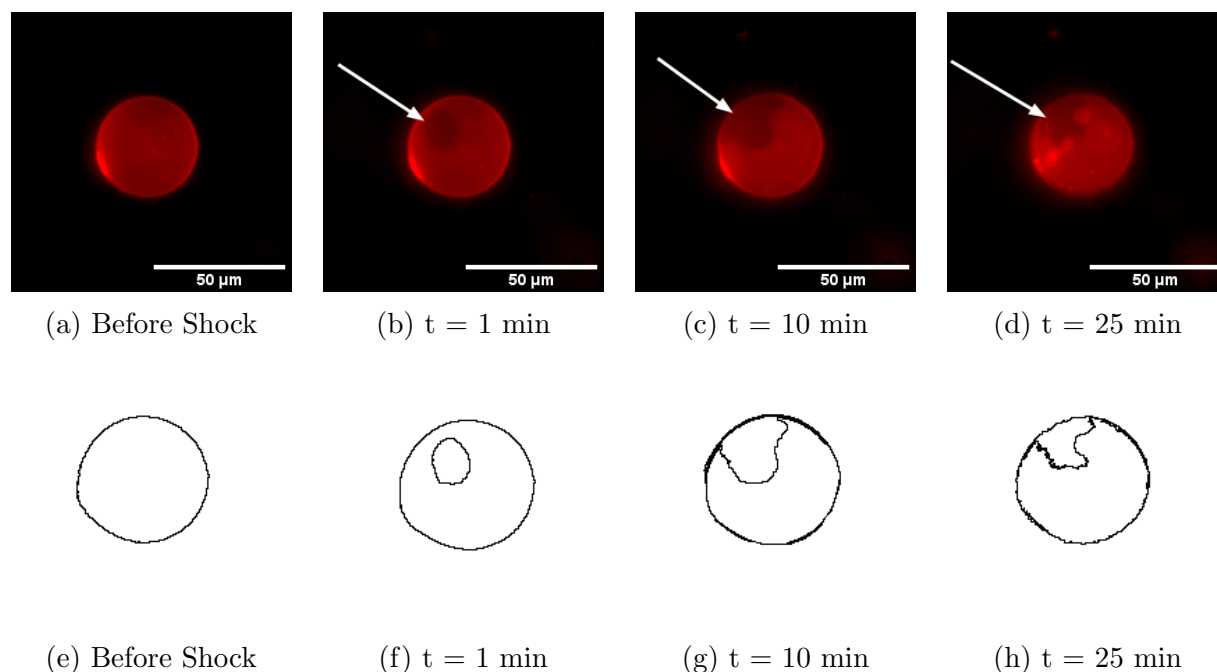 50 µm
50 µm
50 µm
50 µm
(a) Before Shock
(b) t = 1 min
(c) t = 10 min
(d) t = 25 min
(e) Before Shock
(f) t = 1 min
(g) t = 10 min
(h) t = 25 min